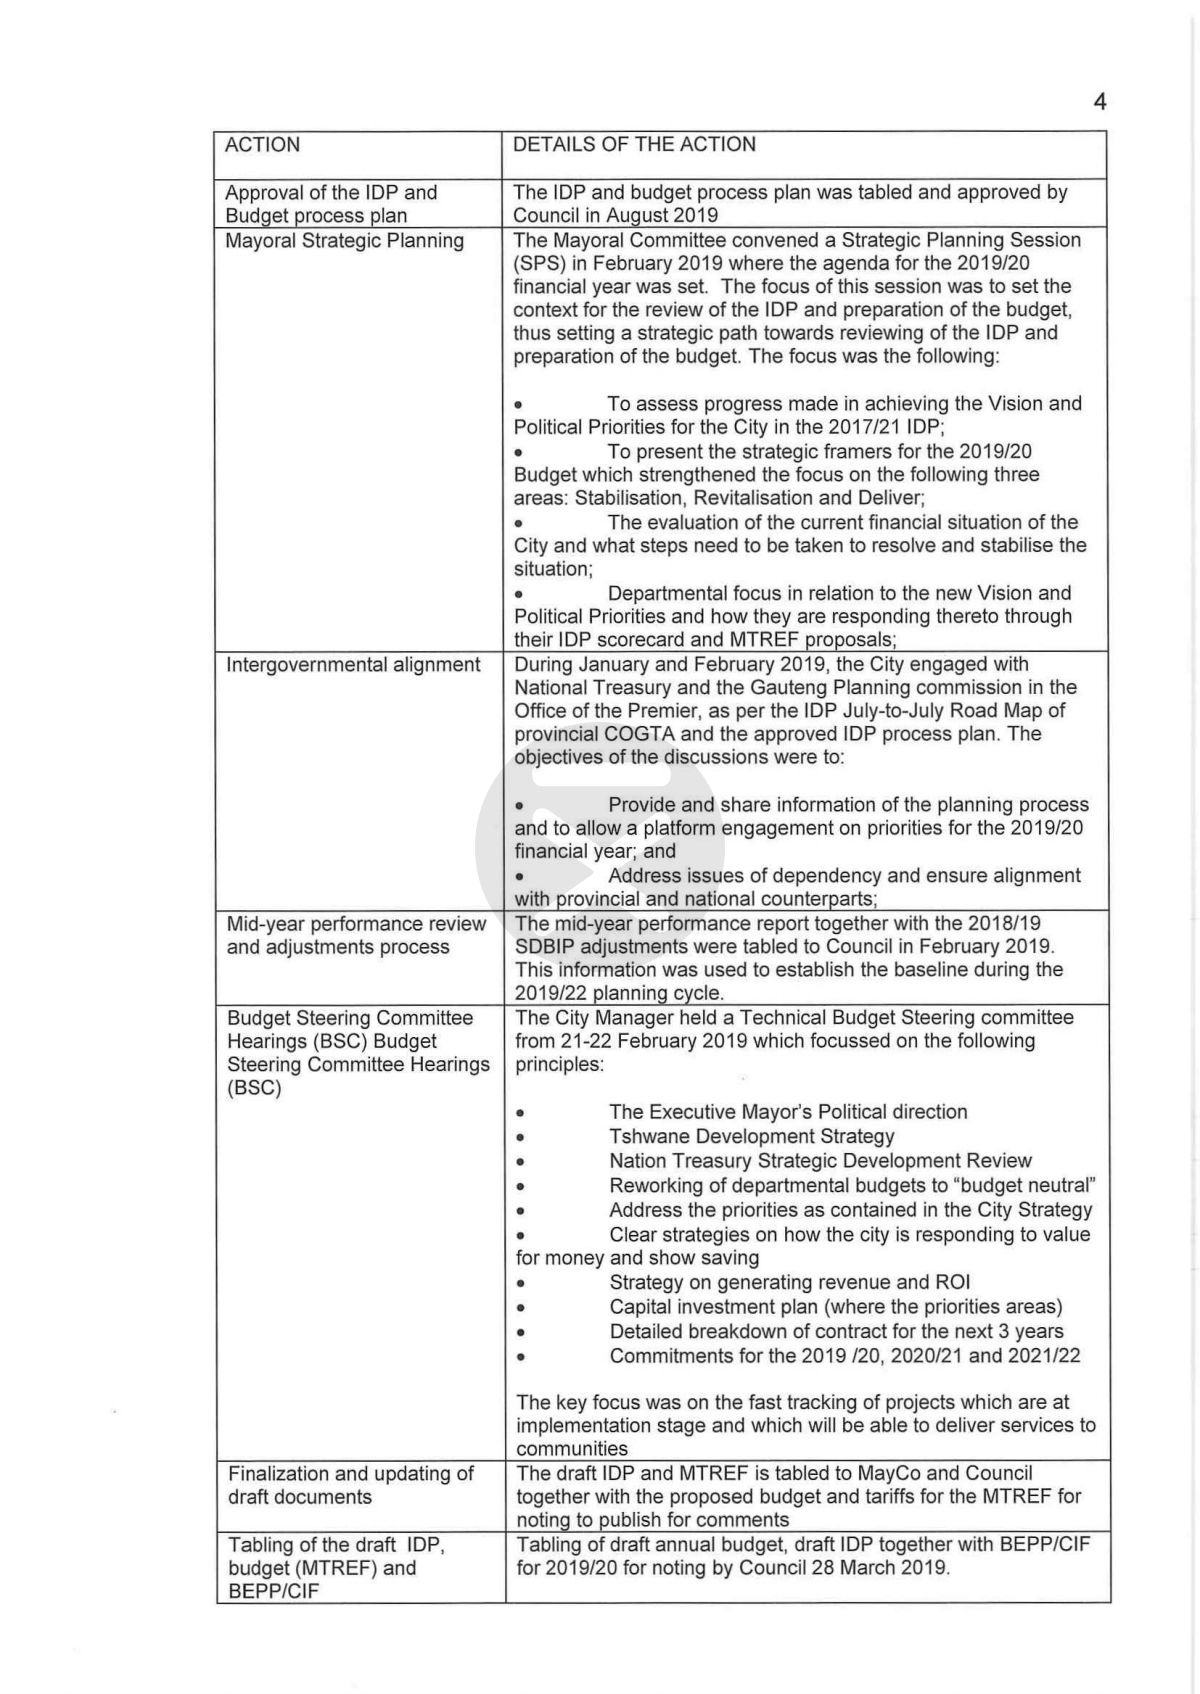 4
ACTION
DETAILS OF THE ACTION
Approval of the IDP and
Budget process plan
The IDP and budget process plan was tabled and approved by
Council in August 2019
Mayoral Strategic Planning
The Mayoral Committee convened a Strategic Planning Session
(SPS) in February 2019 where the agenda for the 2019/20
financial year was set. The focus of this session was to set the
context for the review of the IDP and preparation of the budget,
thus setting a strategic path towards reviewing of the IDP and
preparation of the budget. The focus was the following:
• To assess progress made in achieving the Vision and
Political Priorities for the City in the 2017/21 IDP;
• To present the strategic framers for the 2019/20
Budget which strengthened the focus on the following three
areas: Stabilisation, Revitalisation and Deliver;
• The evaluation of the current financial situation of the
City and what steps need to be taken to resolve and stabilise the
situation;
• Departmental focus in relation to the new Vision and
Political Priorities and how they are responding thereto through
their IDP scorecard and MTREF proposals;
Intergovernmental alignment
During January and February 2019, the City engaged with
National Treasury and the Gauteng Planning commission in the
Office of the Premier, as per the IDP July-to-July Road Map of
provincial COGTA and the approved IDP process plan. The
objectives of the discussions were to:
• Provide and share information of the planning process
and to allow a platform engagement on priorities for the 2019/20
financial year; and
• Address issues of dependency and ensure alignment
with provincial and national counterparts;
Mid-year performance review
and adjustments process
The mid-year performance report together with the 2018/19
SDBIP adjustments were tabled to Council in February 2019.
This information was used to establish the baseline during the
2019/22 planning cycle.
Budget Steering Committee
Hearings (BSC) Budget
Steering Committee Hearings
(BSC)
The City Manager held a Technical Budget Steering committee
from 21-22 February 2019 which focussed on the following
principles:
• The Executive Mayor's Political direction
• Tshwane Development Strategy
• Nation Treasury Strategic Development Review
• Reworking of departmental budgets to “budget neutral”
• Address the priorities as contained in the City Strategy
• Clear strategies on how the city is responding to value
for money and show saving
• Strategy on generating revenue and ROI
• Capital investment plan (where the priorities areas)
• Detailed breakdown of contract for the next 3 years
• Commitments for the 2019 /20, 2020/21 and 2021/22
The key focus was on the fast tracking of projects which are at
implementation stage and which will be able to deliver services to
communities
Finalization and updating of
draft documents
The draft IDP and MTREF is tabled to MayCo and Council
together with the proposed budget and tariffs for the MTREF for
noting to publish for comments
Tabling of the draft IDP,
budget (MTREF) and
BEPP/CIF
Tabling of draft annual budget, draft IDP together with BEPP/CIF
for 2019/20 for noting by Council 28 March 2019.